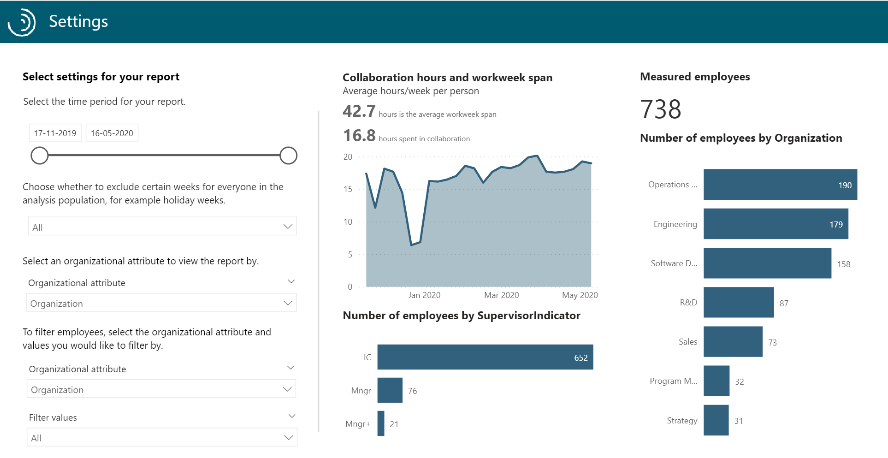 Settings
Select settings for your report
Select the time period for your report.
17-11-2019 16-05-2020
Choose whether to exclude certain weeks for everyone in the
analysis population, for example holiday weeks.
All
Select an organizational attribute to view the report by.
Organizational attribute
Organization
To filter employees, select the organizational attribute and
values you would like to filter by.
Organizational attribute
Organization
Filter values
All
Collaboration hours and workweek span
Average hours/week per person
42.7 hours is the average workweek span
16.8 hours spent in collaboration
20
15
10
5
0
Jan 2020 Mar 2020 May 2020
Number of employees by SupervisorIndicator
IC 652
Mngr 76
Mngr+ 21
Measured employees
738
Number of employees by Organization
Operations ... 190
Engineering 179
Software D... 158
R&D 87
Sales 73
Program M... 32
Strategy 31